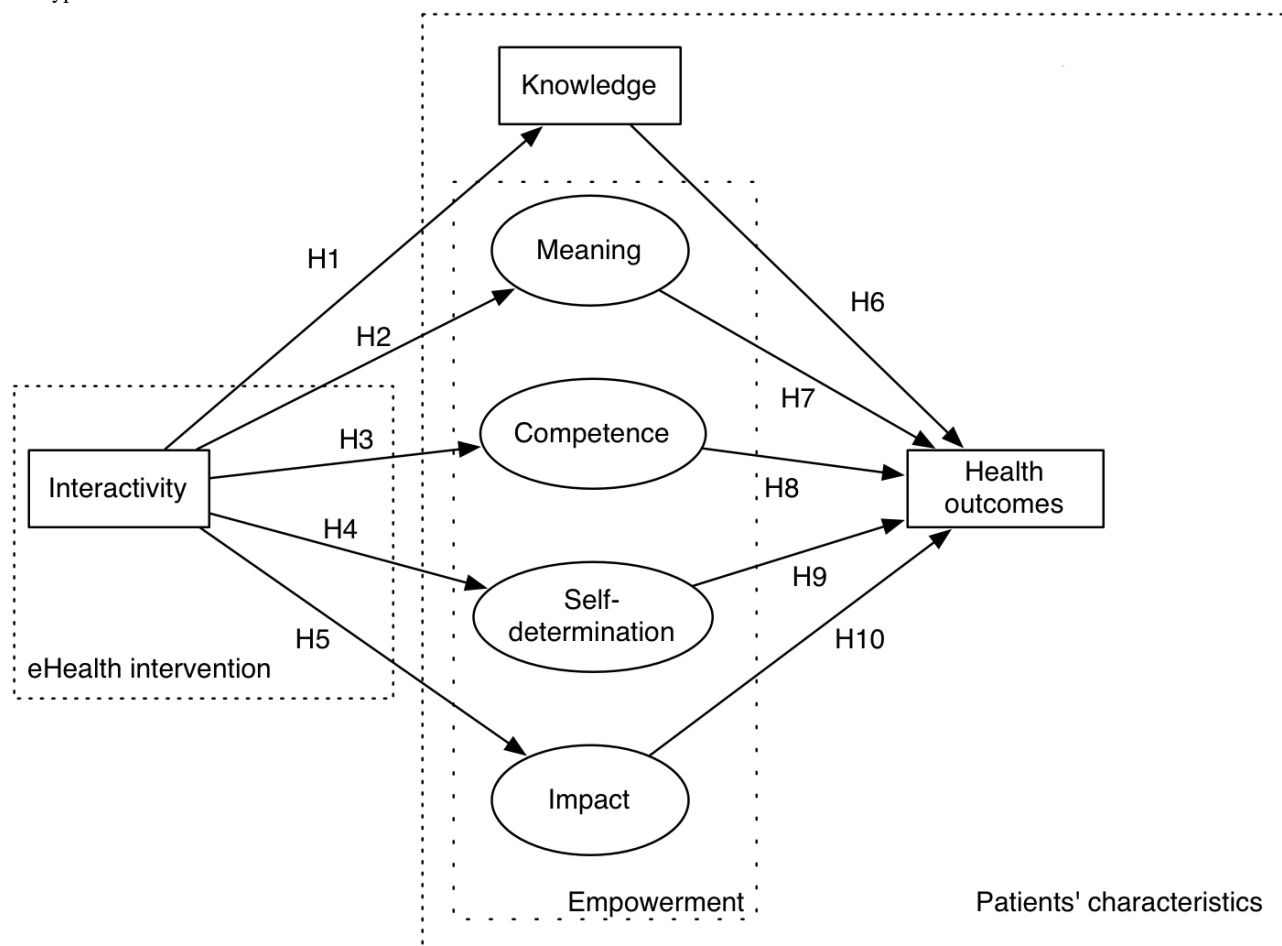 Knowledge
Meaning
H1
H6
H2
H7
H3
Competence
Interactivity
H8
Health
outcomes
H4
H9
Self-
determination
H5
H10
eHealth intervention
Impact
Empowerment
Patients' characteristics